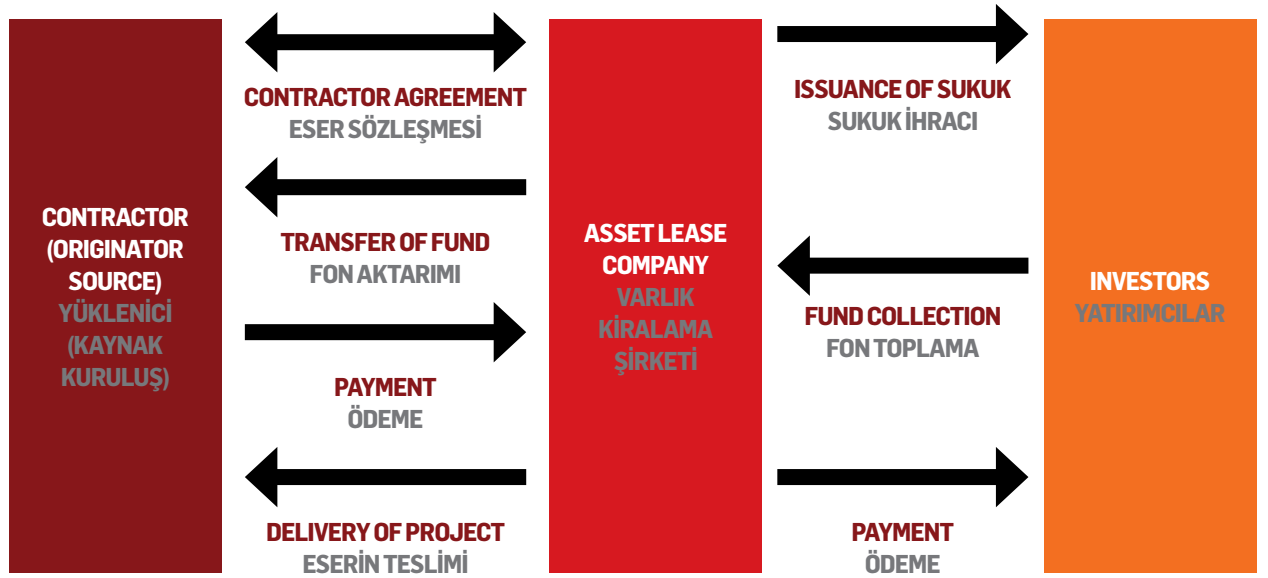 CONTRACTOR
(ORIGINATOR
SOURCE)
YÜKLENİCİ
(KAYNAK
KURULUŞ)
CONTRACTOR AGREEMENT
ESER SÖZLEŞMESİ
TRANSFER OF FUND
FON AKTARIMI
PAYMENT
ÖDEME
DELIVERY OF PROJECT
ESERİN TESLİMİ
ASSET LEASE
COMPANY
VARLIK
KİRALAMA
ŞİRKETİ
ISSUANCE OF SUKUK
SUKUK İHRACI
FUND COLLECTION
FON TOPLAMA
PAYMENT
ÖDEME
INVESTORS
YATIRIMCILAR